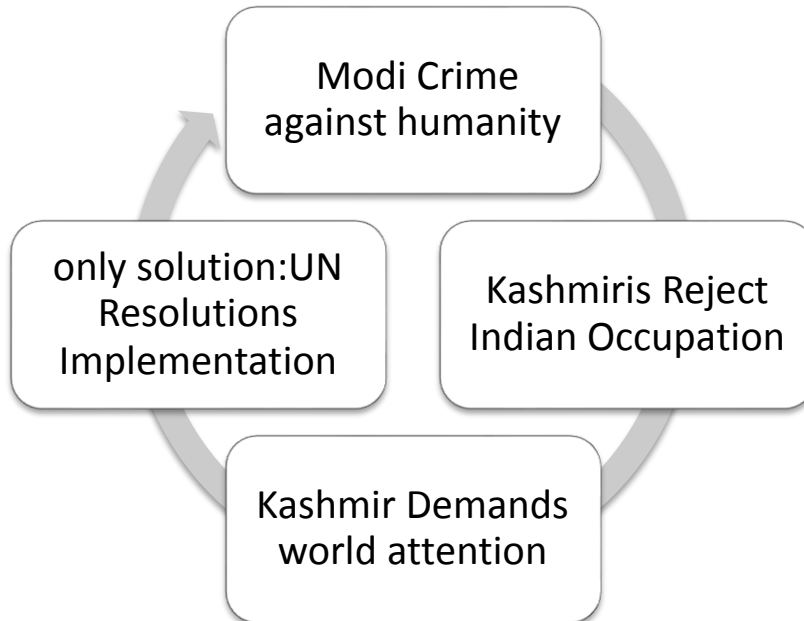 Modi Crime
against humanity
Kashmiris Reject
Indian Occupation
Kashmir Demands
world attention
only solution:UN
Resolutions
Implementation